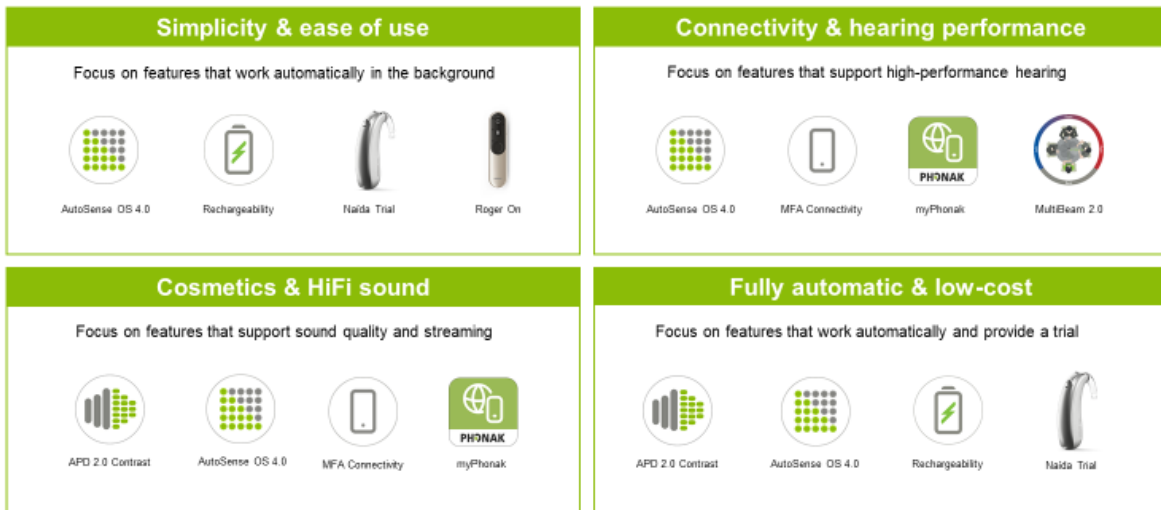 Simplicity & ease of use
Focus on features that work automatically in the background
AutoSense OS 4.0
Rechargeability
Naída Trial
Roger On
Connectivity & hearing performance
Focus on features that support high-performance hearing
PHONAK
AutoSense OS 4.0
MFA Connectivity
myPhonak
MultiBeam 2.0
Cosmetics & HiFi sound
Focus on features that support sound quality and streaming
PHONAK
APD 2.0 Contrast
AutoSense OS 4.0
MFA Connectivity
myPhonak
Fully automatic & low-cost
Focus on features that work automatically and provide a trial
APD 2.0 Contrast
AutoSense OS 4.0
Rechargeability
Naída Trial